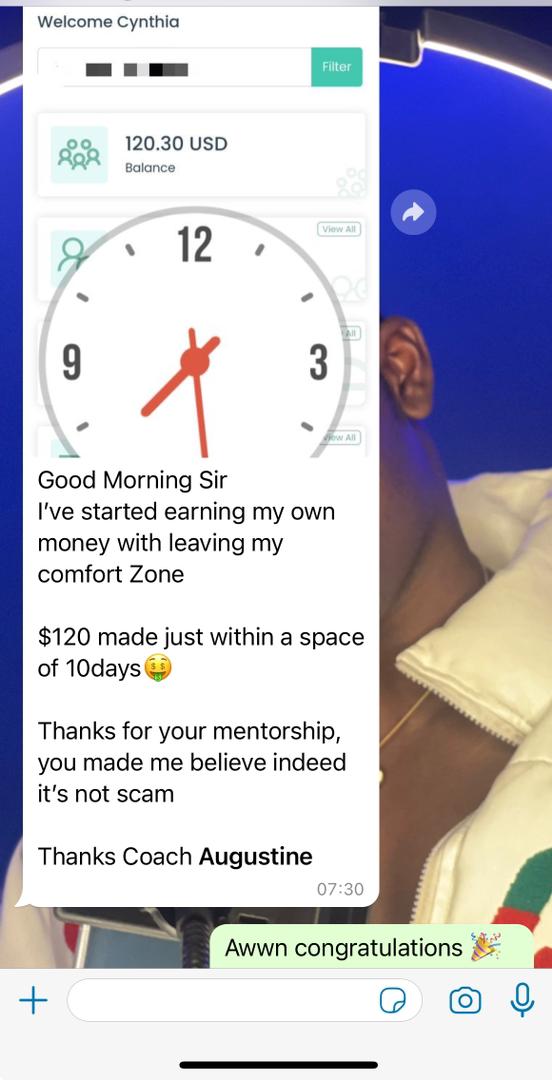 Welcome Cynthia
Filter
120.30 USD
Balance
View All
12
All
9
3
View All
Good Morning Sir
I've started earning my own
money with leaving my
comfort Zone
$120 made just within a space
of 10days🤑
Thanks for your mentorship,
you made me believe indeed
it's not scam
Thanks Coach Augustine
07:30
Awwn congratulations 🎉